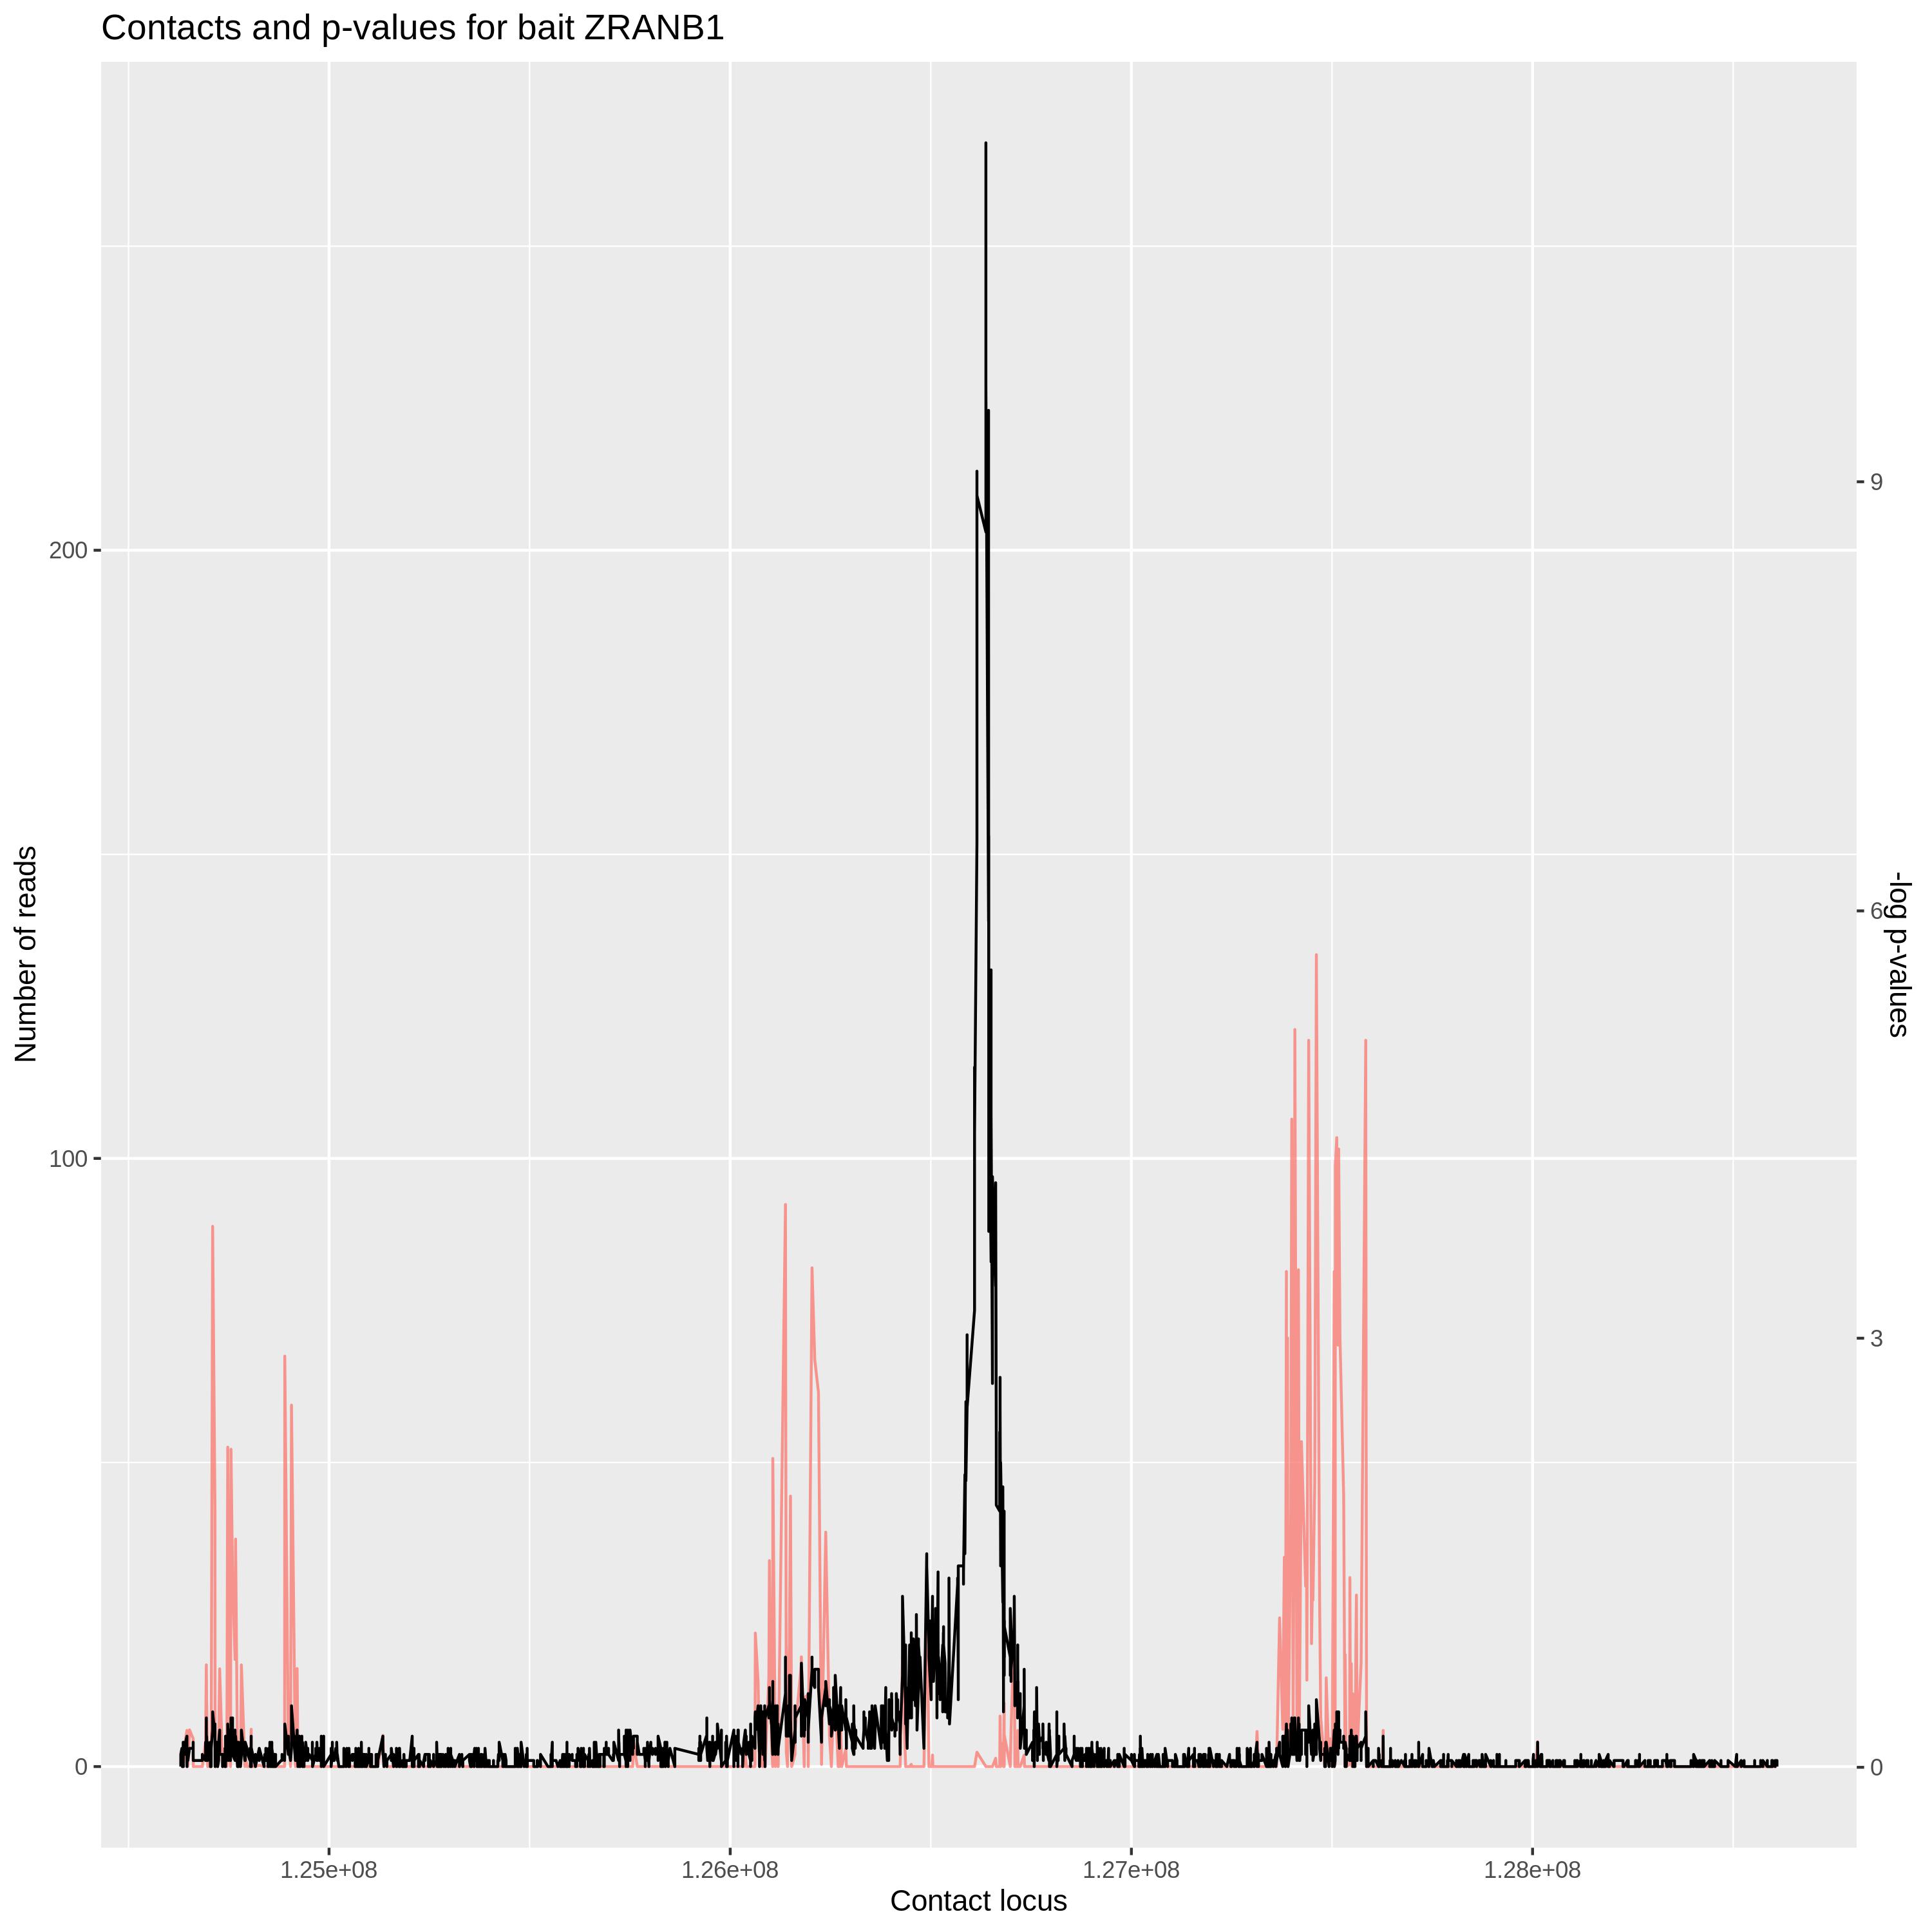 Contacts and p-values for bait ZRANB1
Number of reads
200
100
0
9
6
3
0
-log p-values
1.25e+08 1.26e+08 1.27e+08 1.28e+08
Contact locus